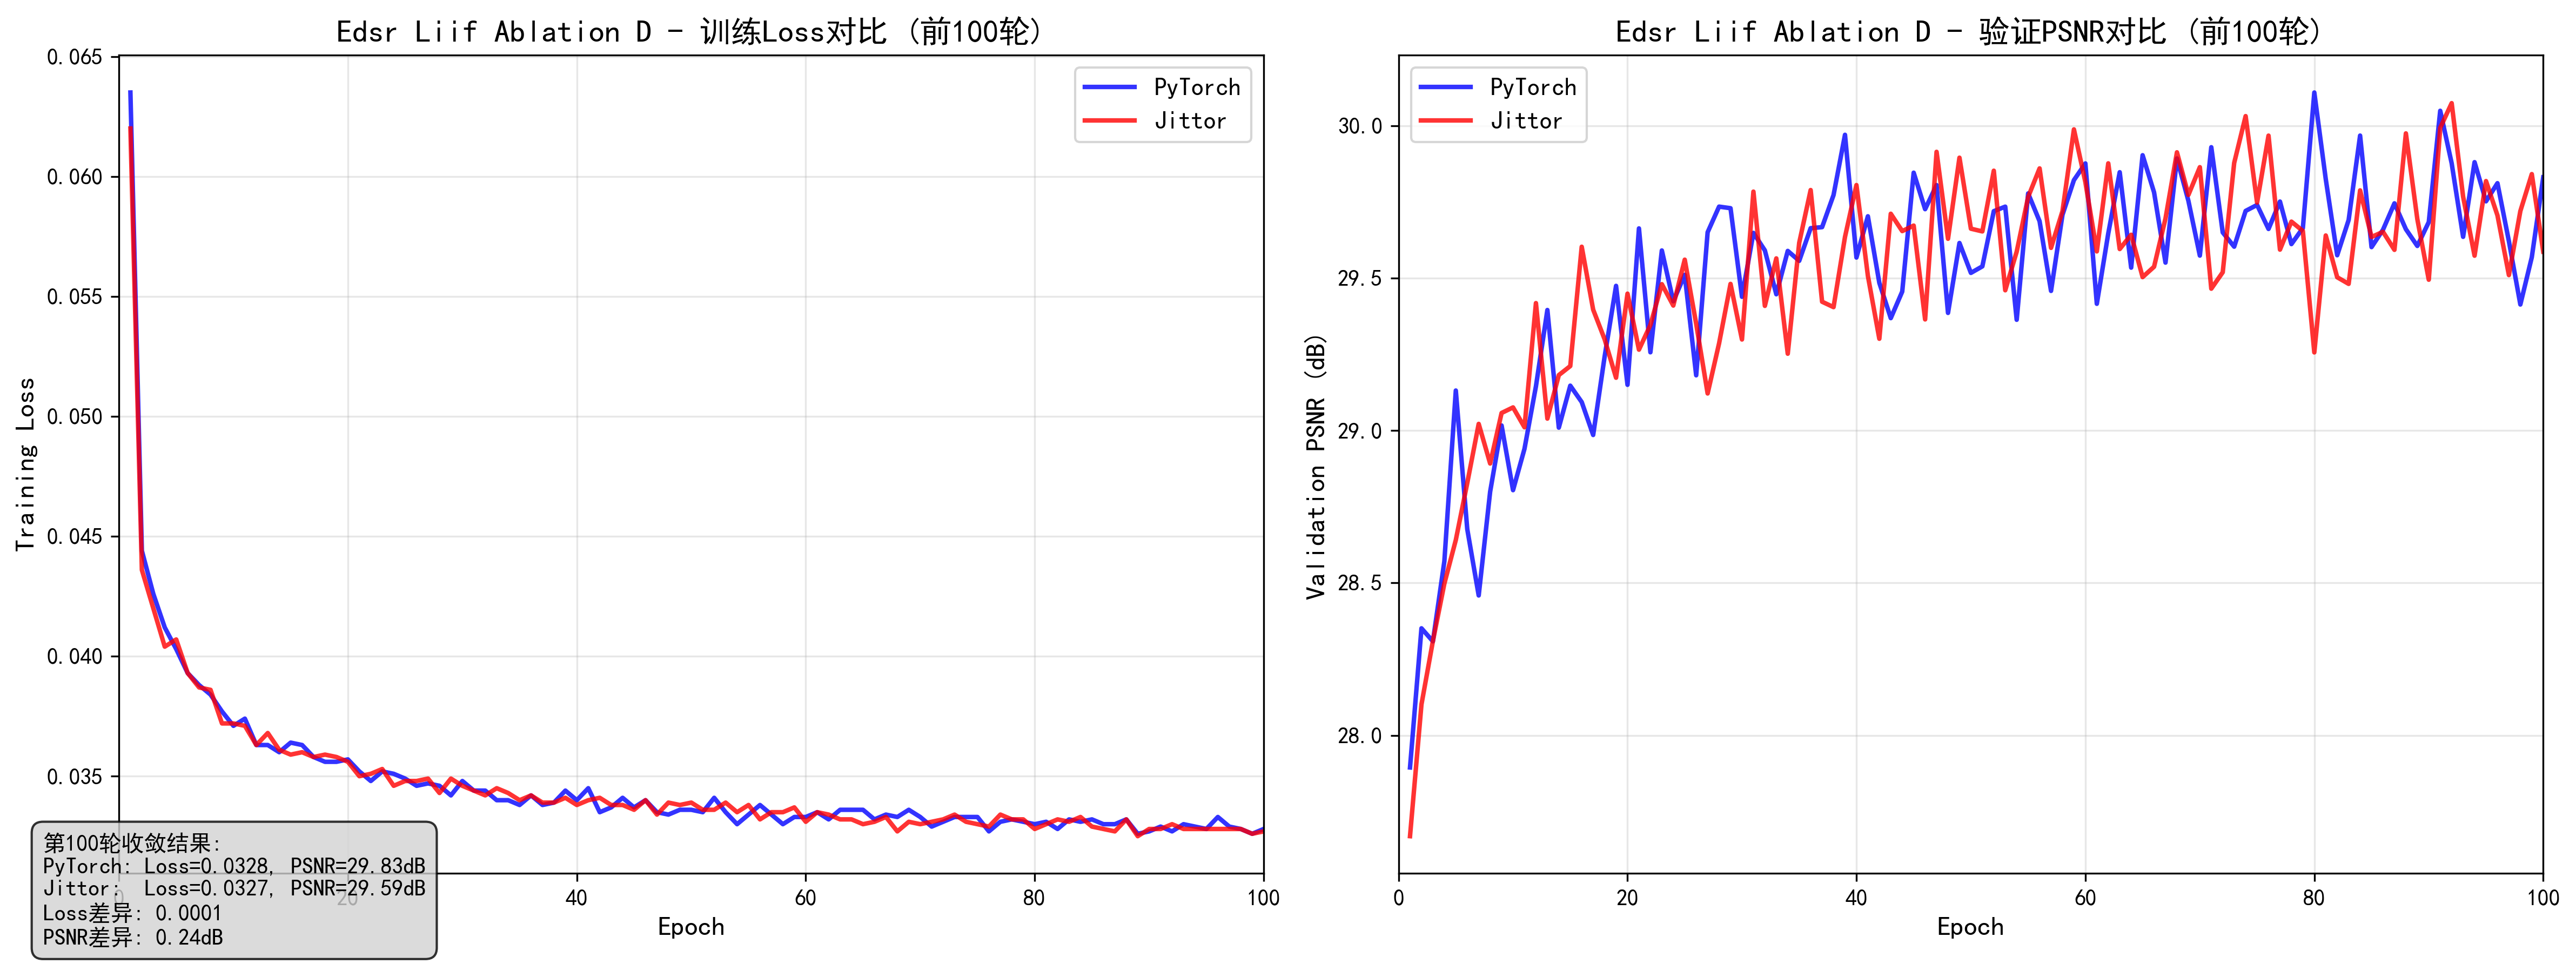 Edsr Liif Ablation D - 训练Loss对比 (前100轮)
0.065
0.060
0.055
0.050
0.045
0.040
0.035
Training Loss
PyTorch
Jittor
0
20
40
60
80
100
Epoch
第100轮收敛结果:
PyTorch: Loss=0.0328, PSNR=29.83dB
Jittor:  Loss=0.0327, PSNR=29.59dB
Loss差异: 0.0001
PSNR差异: 0.24dB
Edsr Liif Ablation D - 验证PSNR对比 (前100轮)
30.0
29.5
29.0
28.5
28.0
Validation PSNR (dB)
PyTorch
Jittor
0
20
40
60
80
100
Epoch